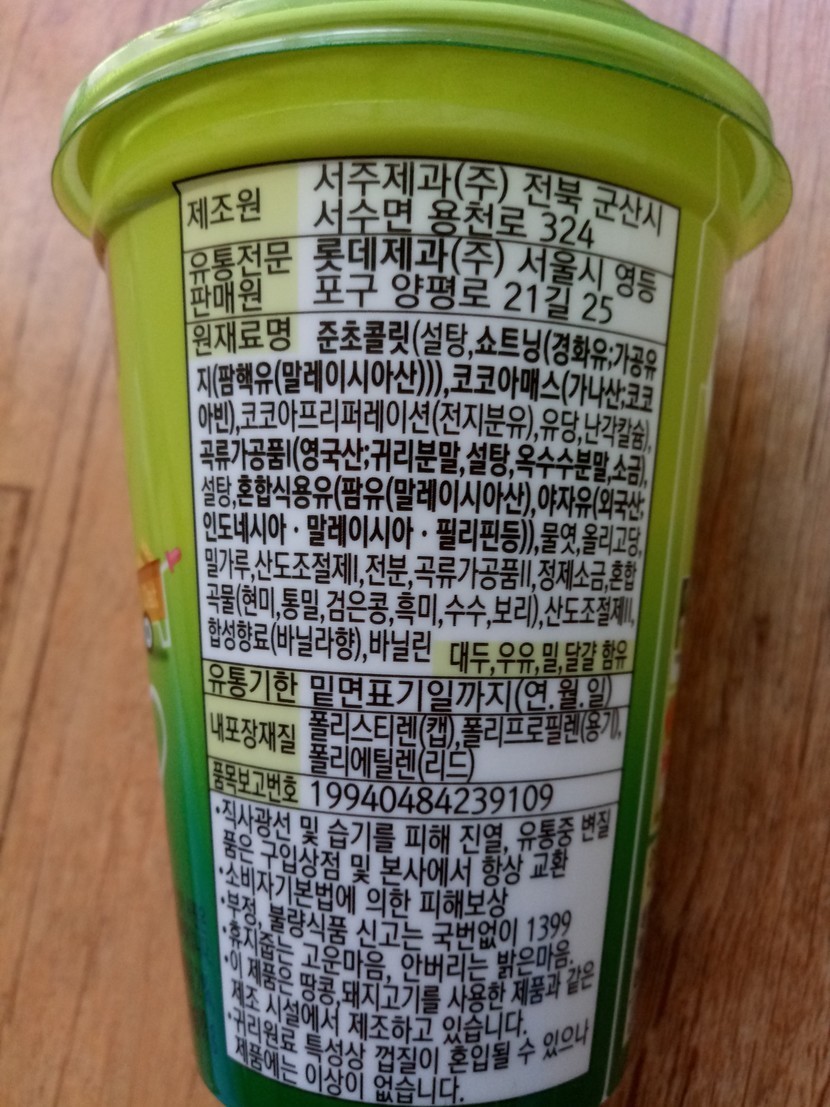 제조원 서주제과(주) 전북 군산시
서수면 용천로 324
유통전문 롯데제과(주) 서울시 영등
판매원 포구 양평로 21길 25
원재료명 준초콜릿(설탕,쇼트닝(경화유;가공유
지(팜핵유(말레이시아산))),코코아매스(가나산;코코
아빈),코코아프리퍼레이션(전지분유),유당,난각칼슘),
곡류가공품I(영국산;귀리분말,설탕,옥수수분말,소금),
설탕,혼합식용유(팜유(말레이시아산),야자유(외국산;
인도네시아·말레이시아·필리핀등)),물엿,올리고당,
밀가루,산도조절제I,전분,곡류가공품II,정제소금,혼합
곡물(현미,통밀,검은콩,흑미,수수,보리),산도조절제II,
합성향료(바닐라향),바닐린 대두,우유,밀,달걀 함유
유통기한 밑면표기일까지(연.월.일)
내포장재질 폴리스티렌(캡),폴리프로필렌(용기),
폴리에틸렌(리드)
품목보고번호 19940484239109
·직사광선 및 습기를 피해 진열, 유통중 변질
품은 구입상점 및 본사에서 항상 교환
·소비자기본법에 의한 피해보상
·부정, 불량식품 신고는 국번없이 1399
·휴지줍는 고운마음, 안버리는 밝은마음.
·이 제품은 땅콩,돼지고기를 사용한 제품과 같은
제조 시설에서 제조하고 있습니다.
·귀리원료 특성상 껍질이 혼입될 수 있으나
제품에는 이상이 없습니다.